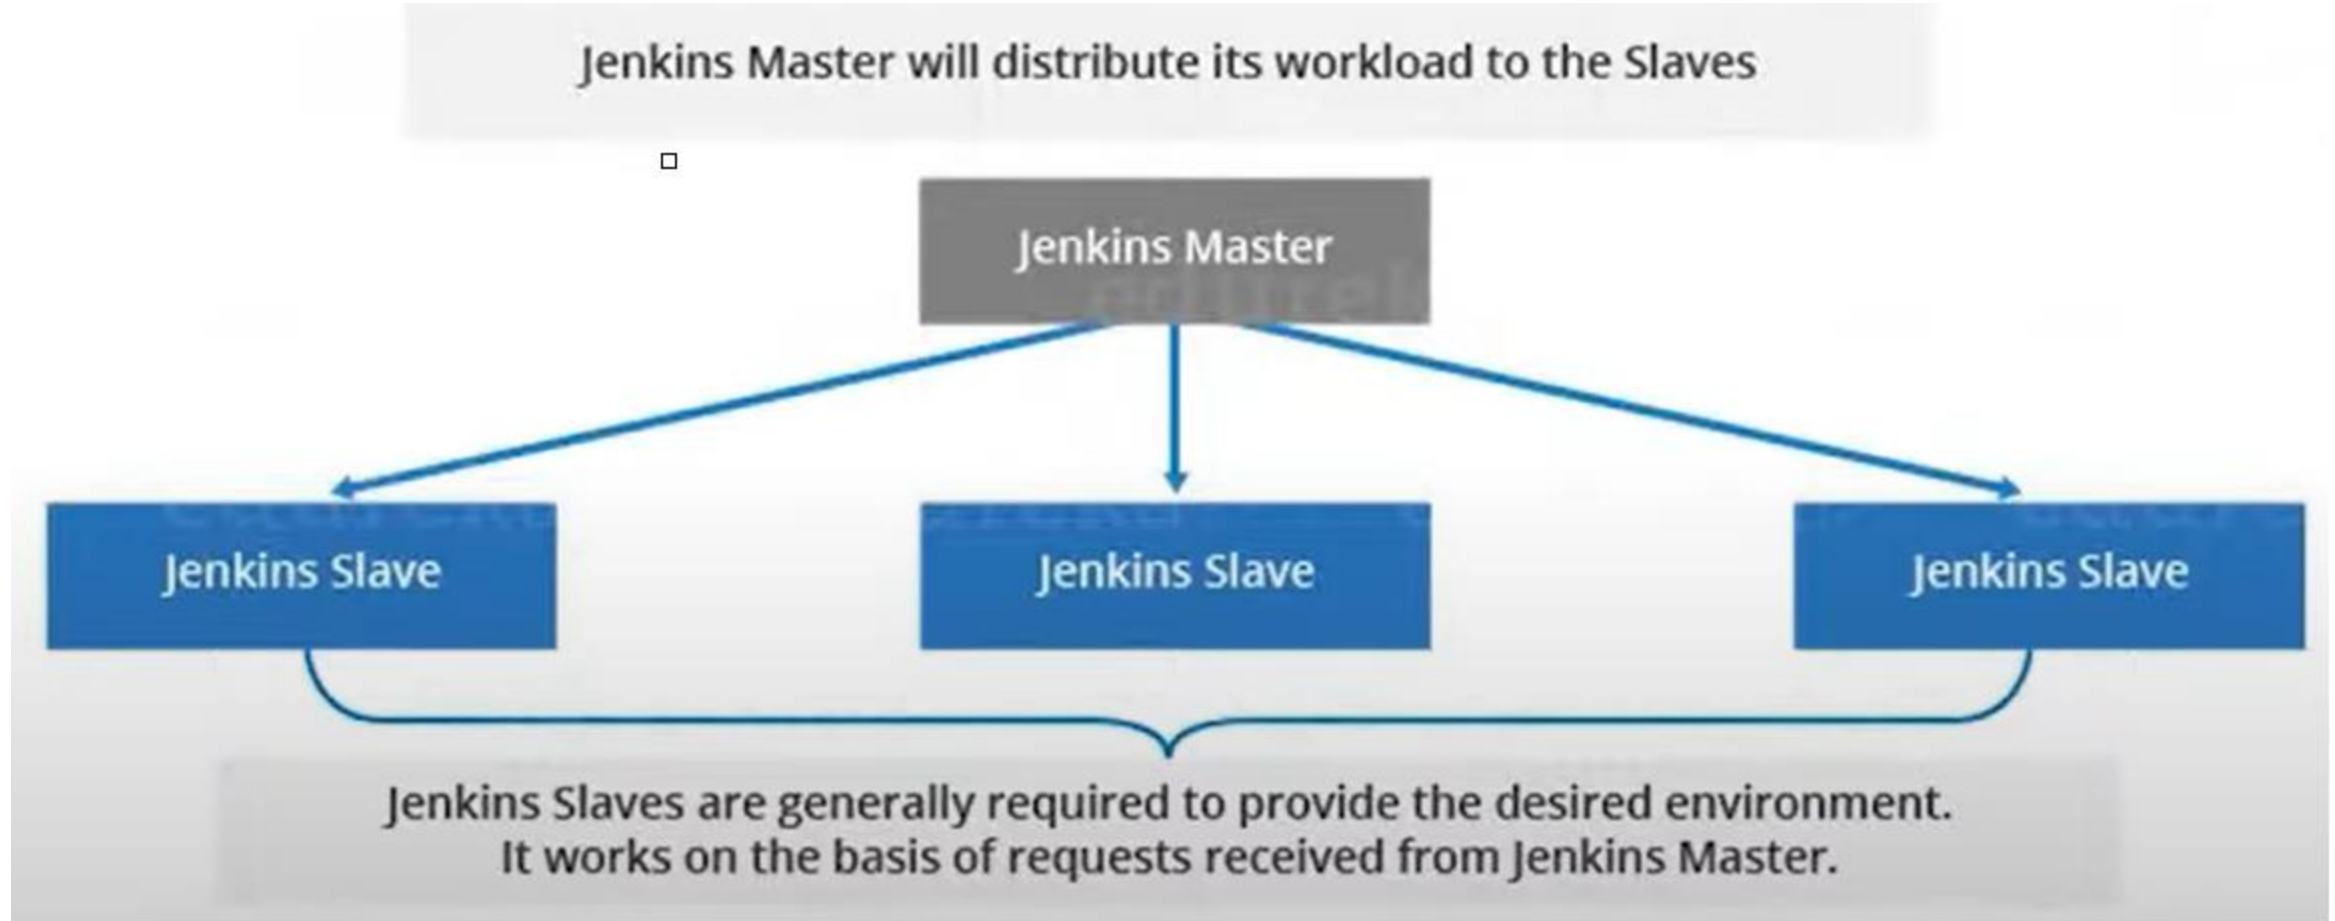 Jenkins Master will distribute its workload to the Slaves
Jenkins Master
Jenkins Slave
Jenkins Slave
Jenkins Slave
Jenkins Slaves are generally required to provide the desired environment.
It works on the basis of requests received from Jenkins Master.